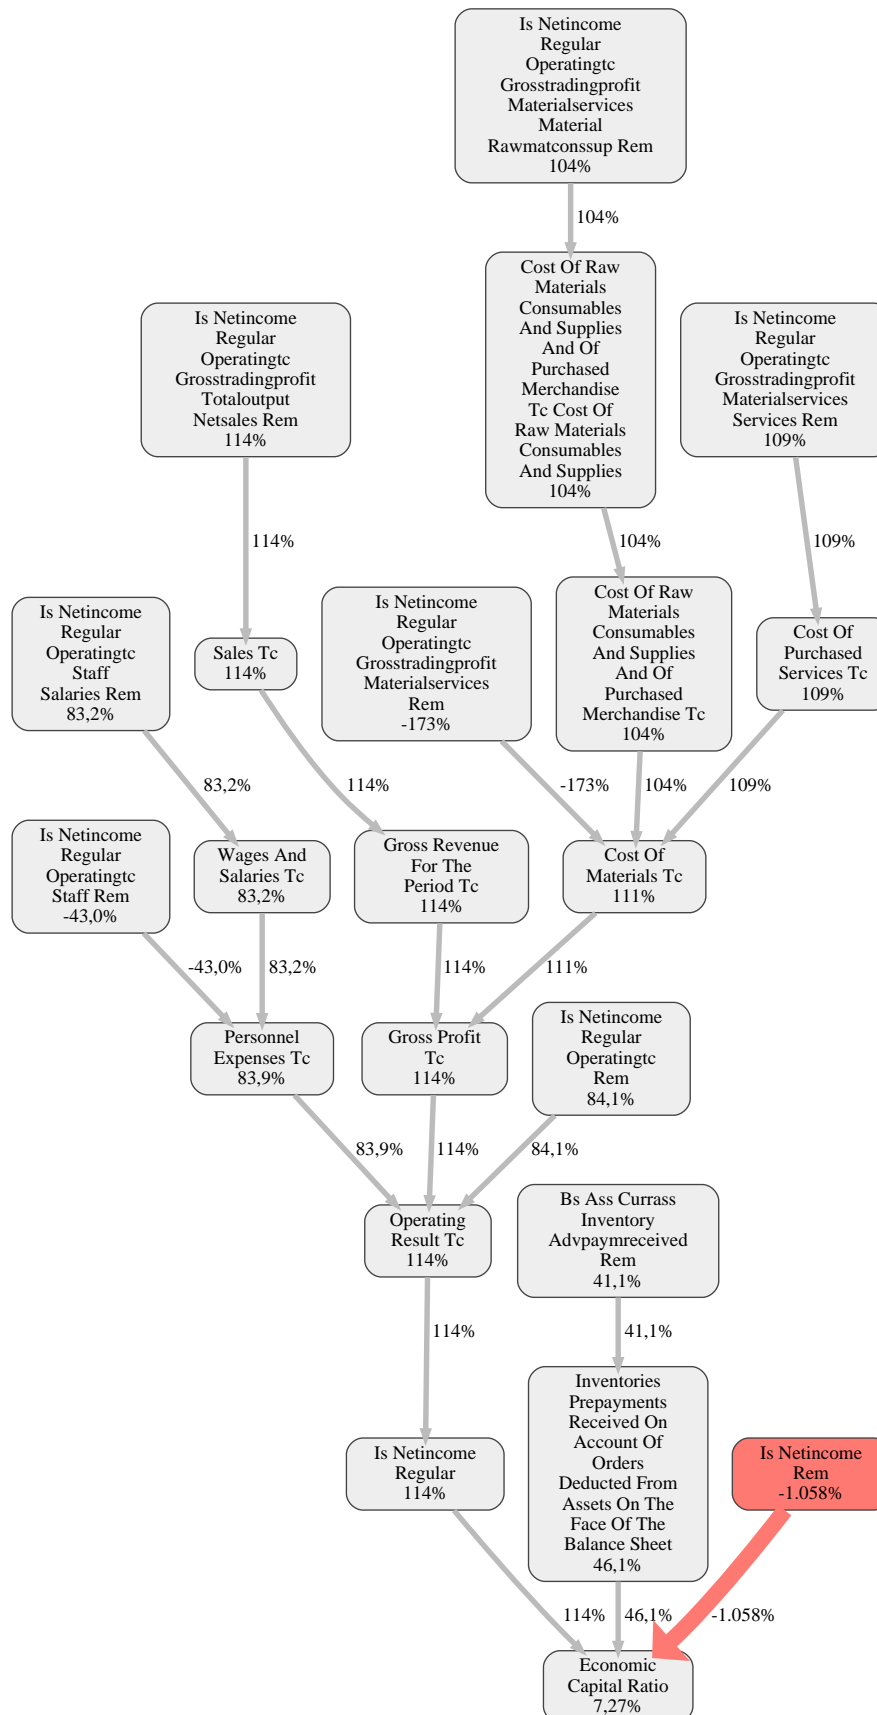 Is Netincome
Regular
Operatingtc
Grosstradingprofit
Materialservices
Material
Rawmatconssup Rem
104%
104%
Cost Of Raw
Materials
Consumables
And Supplies
And Of
Purchased
Merchandise
Tc Cost Of
Raw Materials
Consumables
And Supplies
104%
Is Netincome
Regular
Operatingtc
Grosstradingprofit
Totaloutput
Netsales Rem
114%
Is Netincome
Regular
Operatingtc
Grosstradingprofit
Materialservices
Services Rem
109%
114%
104%
109%
Is Netincome
Regular
Operatingtc
Staff
Salaries Rem
83,2%
Sales Tc
114%
Is Netincome
Regular
Operatingtc
Grosstradingprofit
Materialservices
Rem
-173%
Cost Of Raw
Materials
Consumables
And Supplies
And Of
Purchased
Merchandise Tc
104%
Cost Of
Purchased
Services Tc
109%
83,2%
114%
-173%
104%
109%
Is Netincome
Regular
Operatingtc
Staff Rem
-43,0%
Wages And
Salaries Tc
83,2%
Gross Revenue
For The
Period Tc
114%
Cost Of
Materials Tc
111%
-43,0%
83,2%
114%
111%
Personnel
Expenses Tc
83,9%
Gross Profit
Tc
114%
Is Netincome
Regular
Operatingtc
Rem
84,1%
83,9%
114%
84,1%
Operating
Result Tc
114%
Bs Ass Currass
Inventory
Advpaymreceived
Rem
41,1%
114%
41,1%
Is Netincome
Regular
114%
Inventories
Prepayments
Received On
Account Of
Orders
Deducted From
Assets On The
Face Of The
Balance Sheet
46,1%
Is Netincome
Rem
-1.058%
114%
46,1%
-1.058%
Economic
Capital Ratio
7,27%